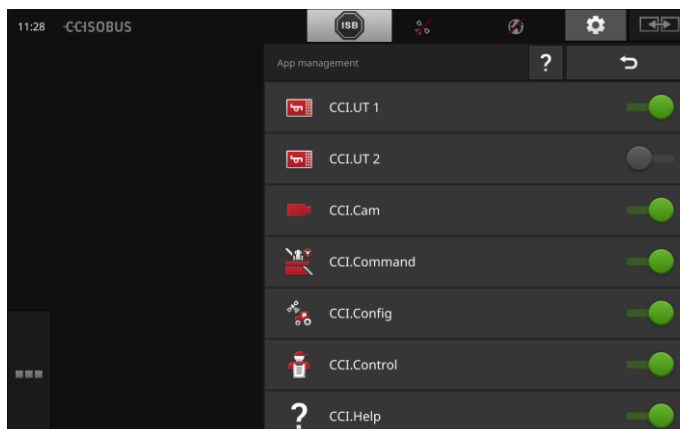 11:28 CCISOBUS
ISB
App management ?
CCI.UT 1
CCI.UT 2
CCI.Cam
CCI.Command
CCI.Config
CCI.Control
? CCI.Help